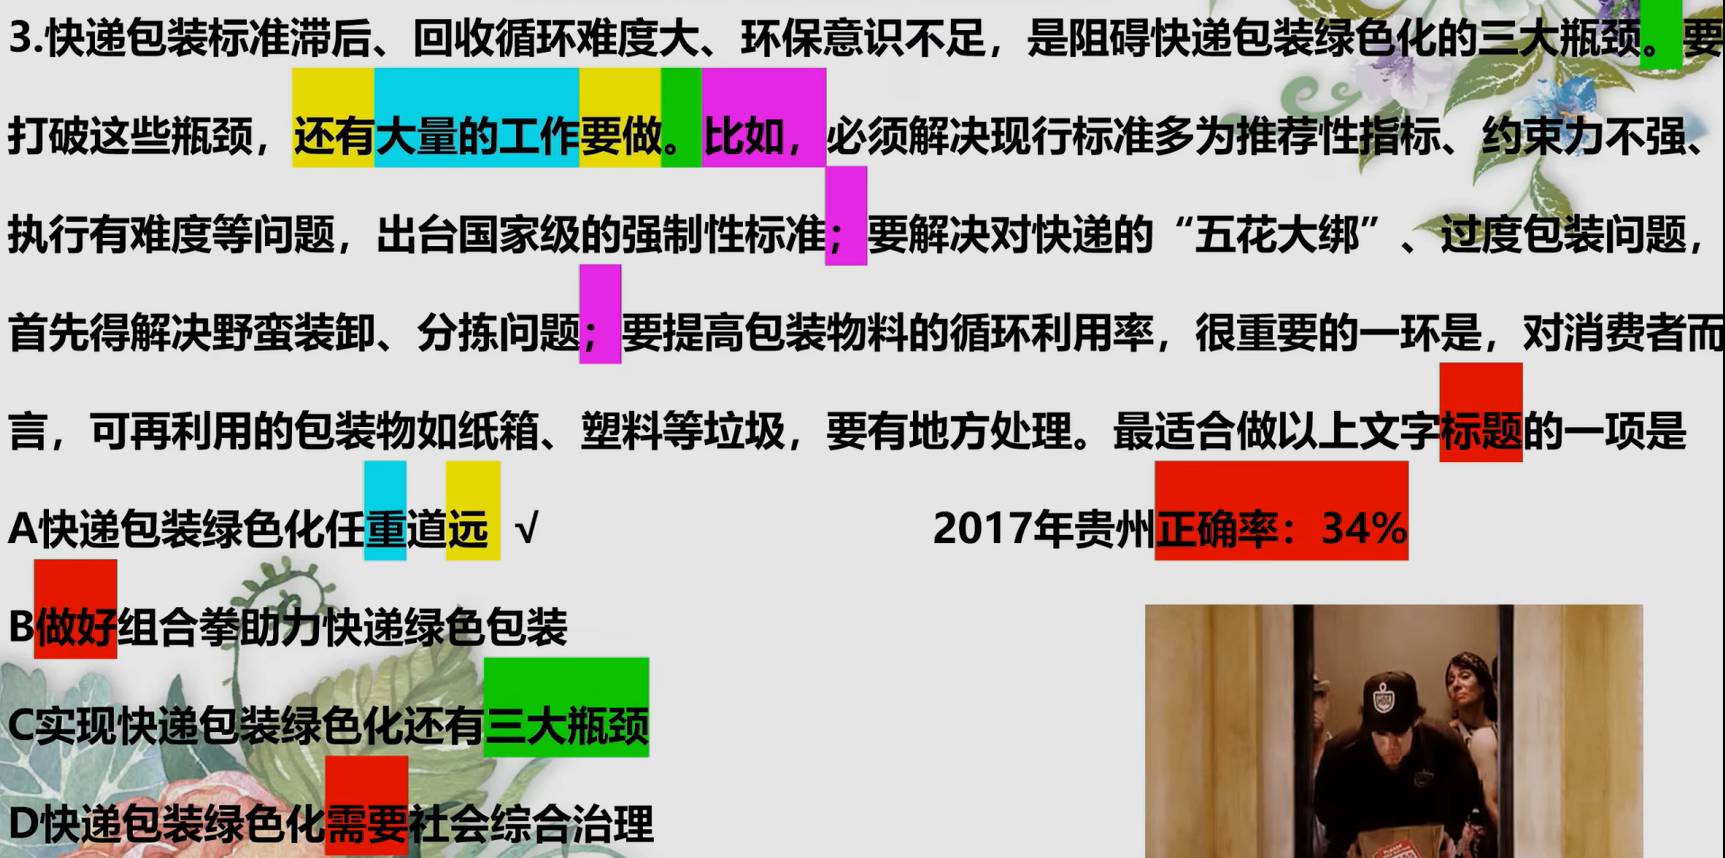 3.快递包装标准滞后、回收循环难度大、环保意识不足，是阻碍快递包装绿色化的三大瓶颈。要
打破这些瓶颈，还有大量的工作要做。比如，必须解决现行标准多为推荐性指标、约束力不强、
执行有难度等问题，出台国家级的强制性标准；要解决对快递的“五花大绑”、过度包装问题，
首先得解决野蛮装卸、分拣问题；要提高包装物料的循环利用率，很重要的一环是，对消费者而
言，可再利用的包装物如纸箱、塑料等垃圾，要有地方处理。最适合做以上文字标题的一项是
A快递包装绿色化任重道远 √ 2017年贵州正确率：34%
B做好组合拳助力快递绿色包装
C实现快递包装绿色化还有三大瓶颈
D快递包装绿色化需要社会综合治理